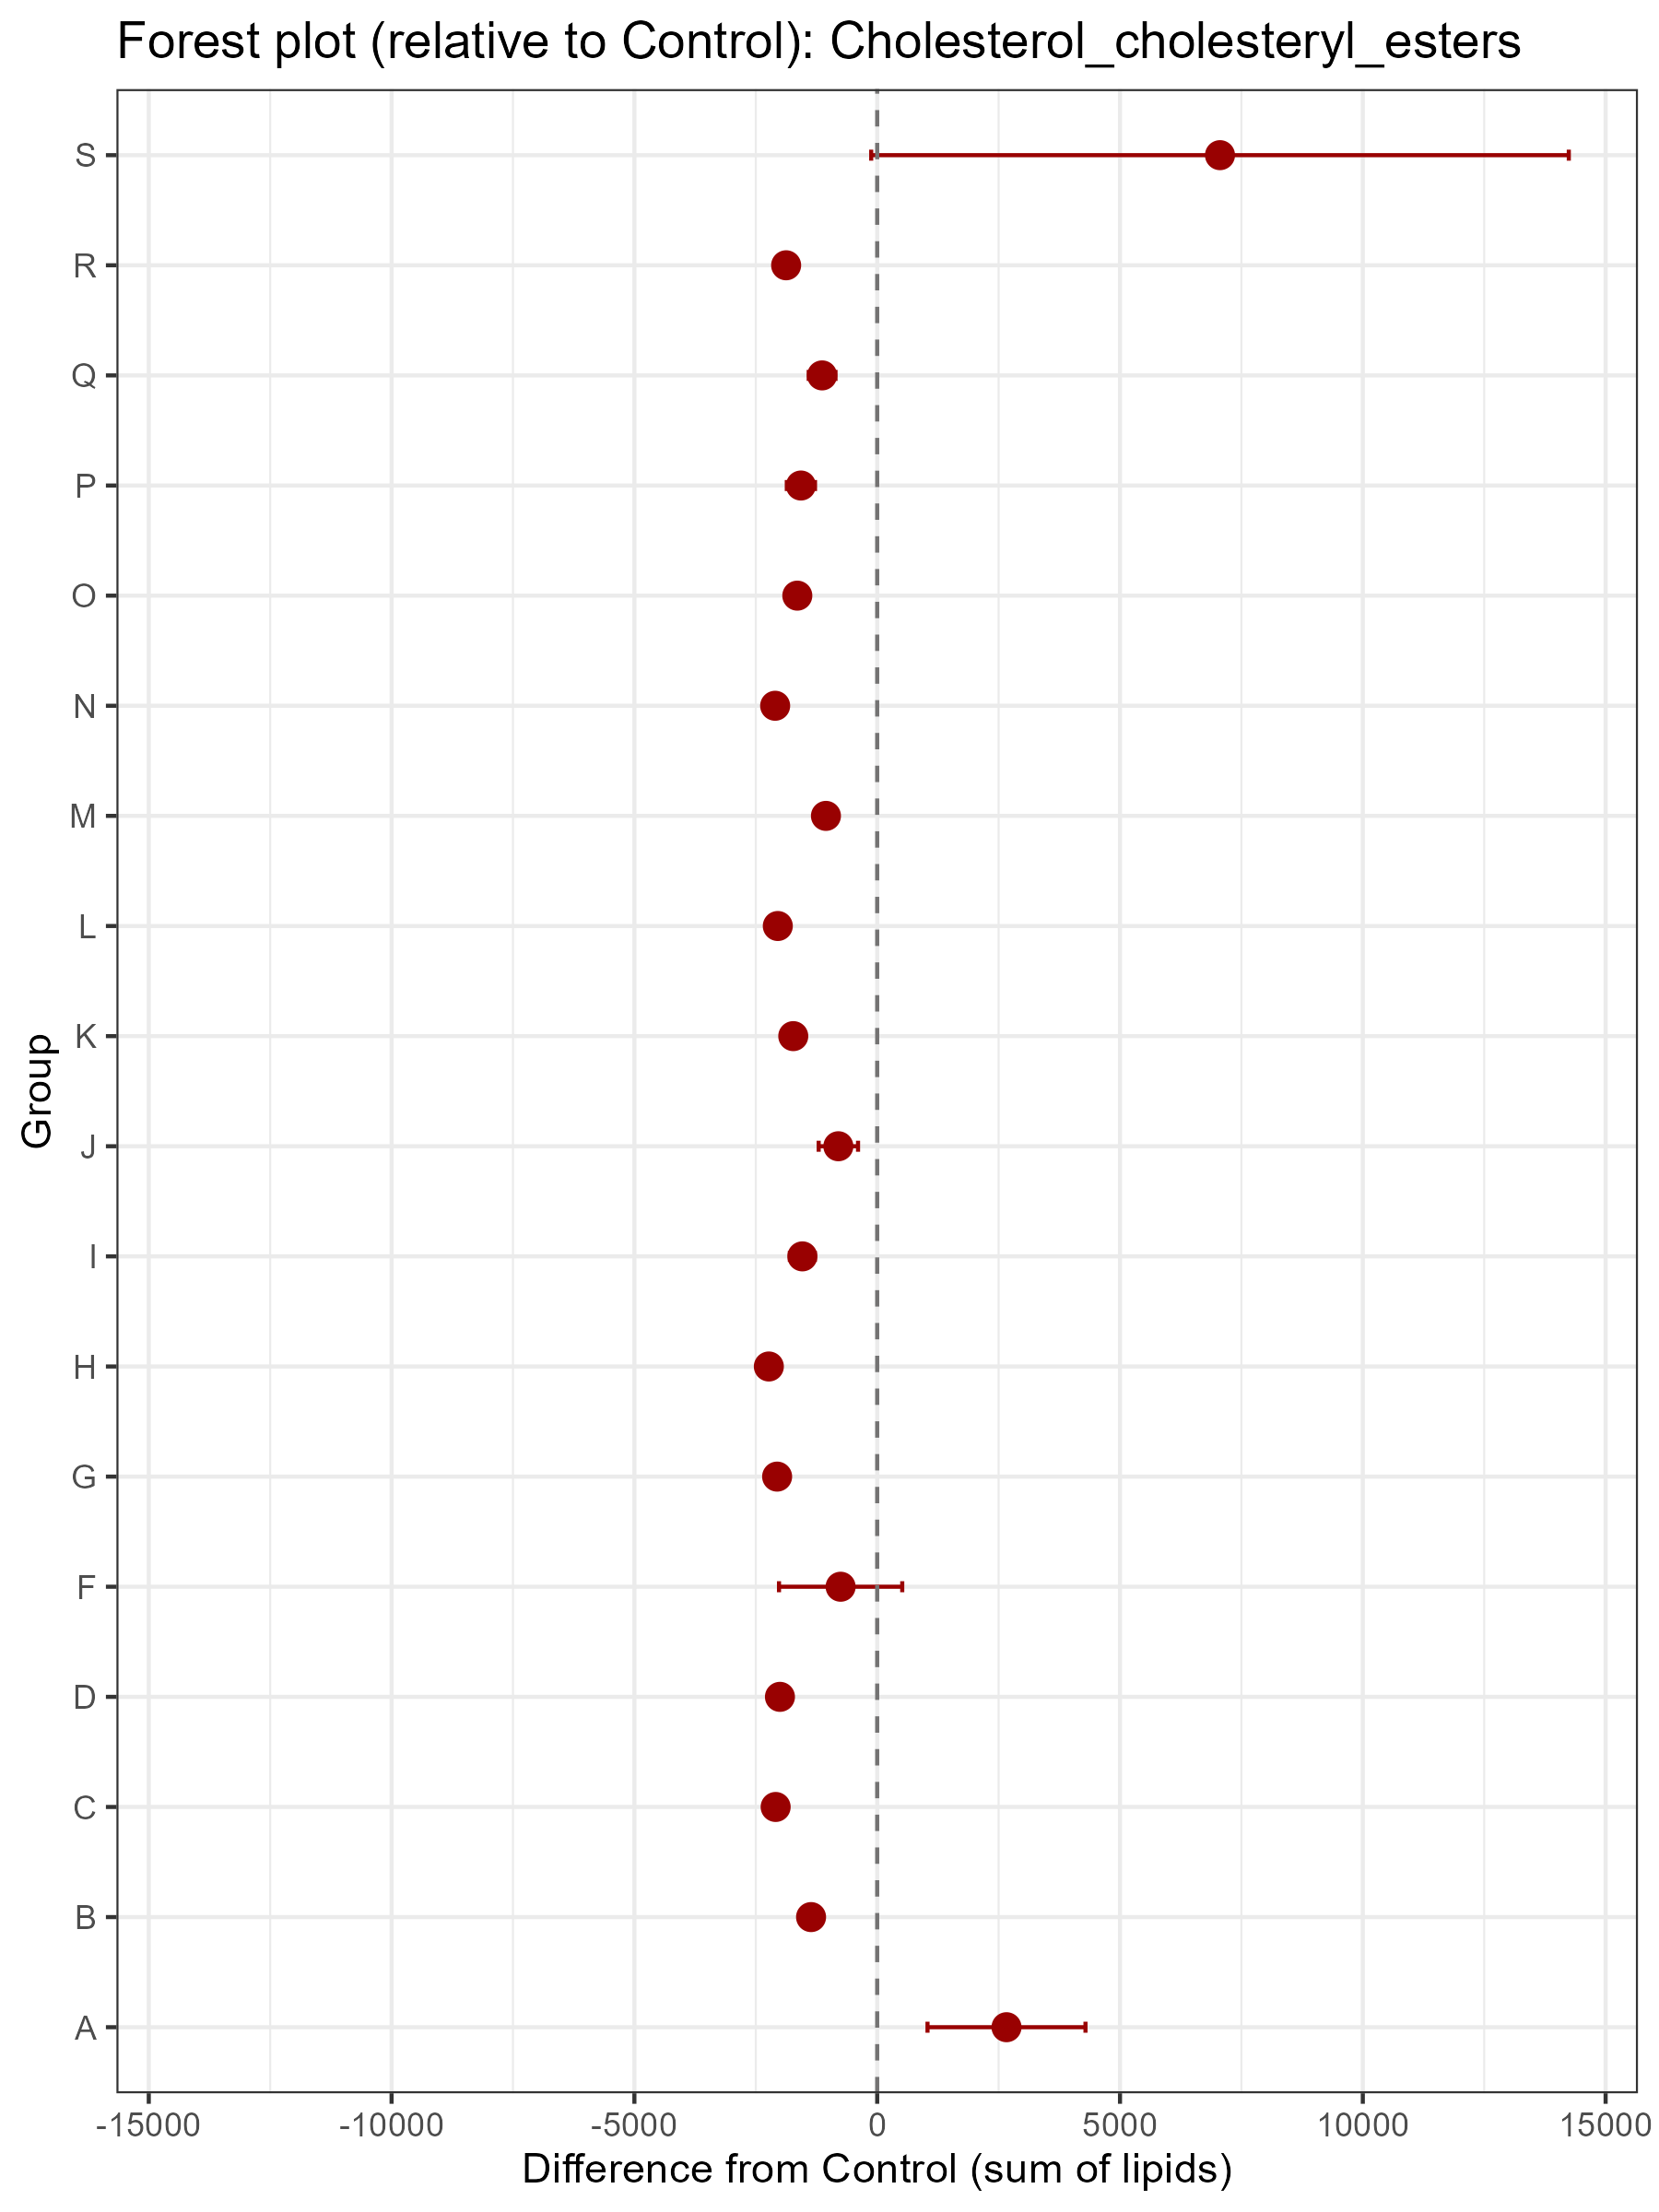 Forest plot (relative to Control): Cholesterol_cholesteryl_esters
S
R
Q
P
O
N
M
L
K
J
I
H
G
F
D
C
B
A
Group
-15000 -10000 -5000 0 5000 10000 15000
Difference from Control (sum of lipids)